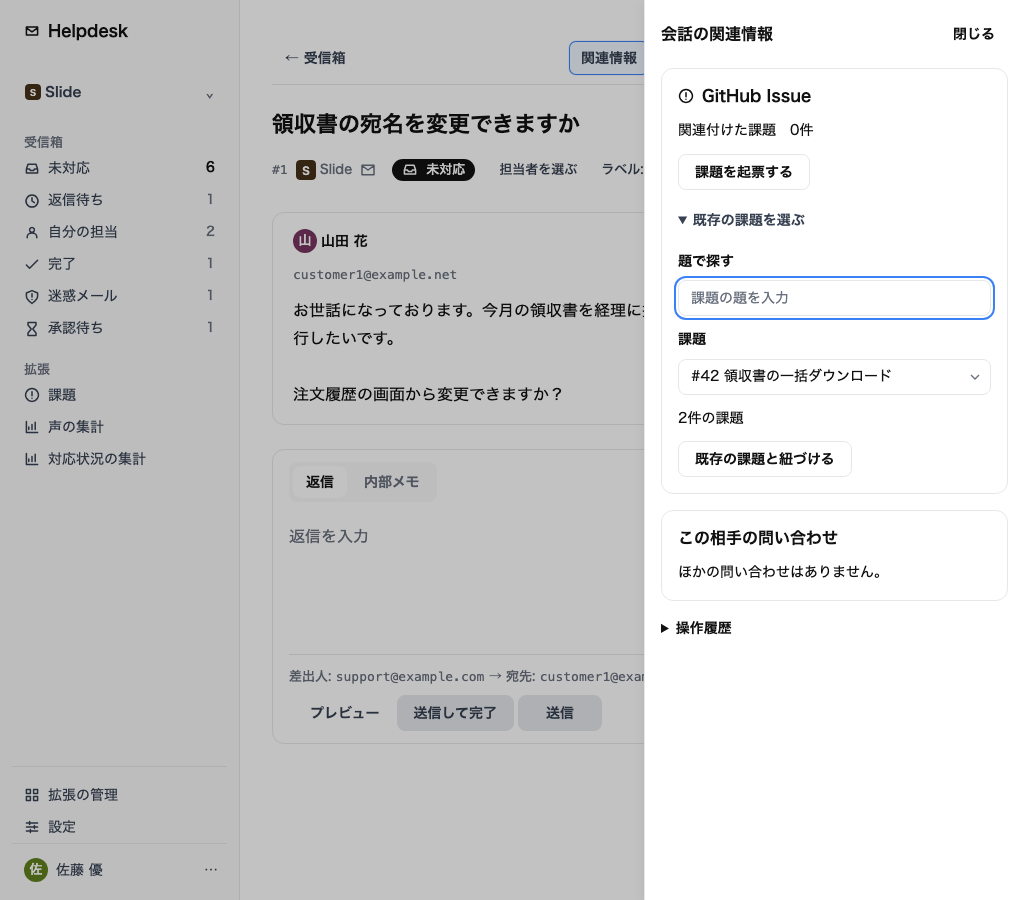 Helpdesk
S Slide
受信箱
未対応 6
返信待ち 1
自分の担当 2
完了 1
迷惑メール 1
承認待ち 1
拡張
課題
声の集計
対応状況の集計
拡張の管理
設定
佐 佐藤 優 …
← 受信箱
関連情報
領収書の宛名を変更できますか
#1 S Slide 未対応 担当者を選ぶ ラベル:
山 山田 花
customer1@example.net
お世話になっております。今月の領収書を経理に
行したいです。
注文履歴の画面から変更できますか？
返信 内部メモ
返信を入力
差出人: support@example.com → 宛先: customer1@exa
プレビュー 送信して完了 送信
会話の関連情報 閉じる
GitHub Issue
関連付けた課題 0件
課題を起票する
▼ 既存の課題を選ぶ
題で探す
課題の題を入力
課題
#42 領収書の一括ダウンロード
2件の課題
既存の課題と紐づける
この相手の問い合わせ
ほかの問い合わせはありません。
▶ 操作履歴